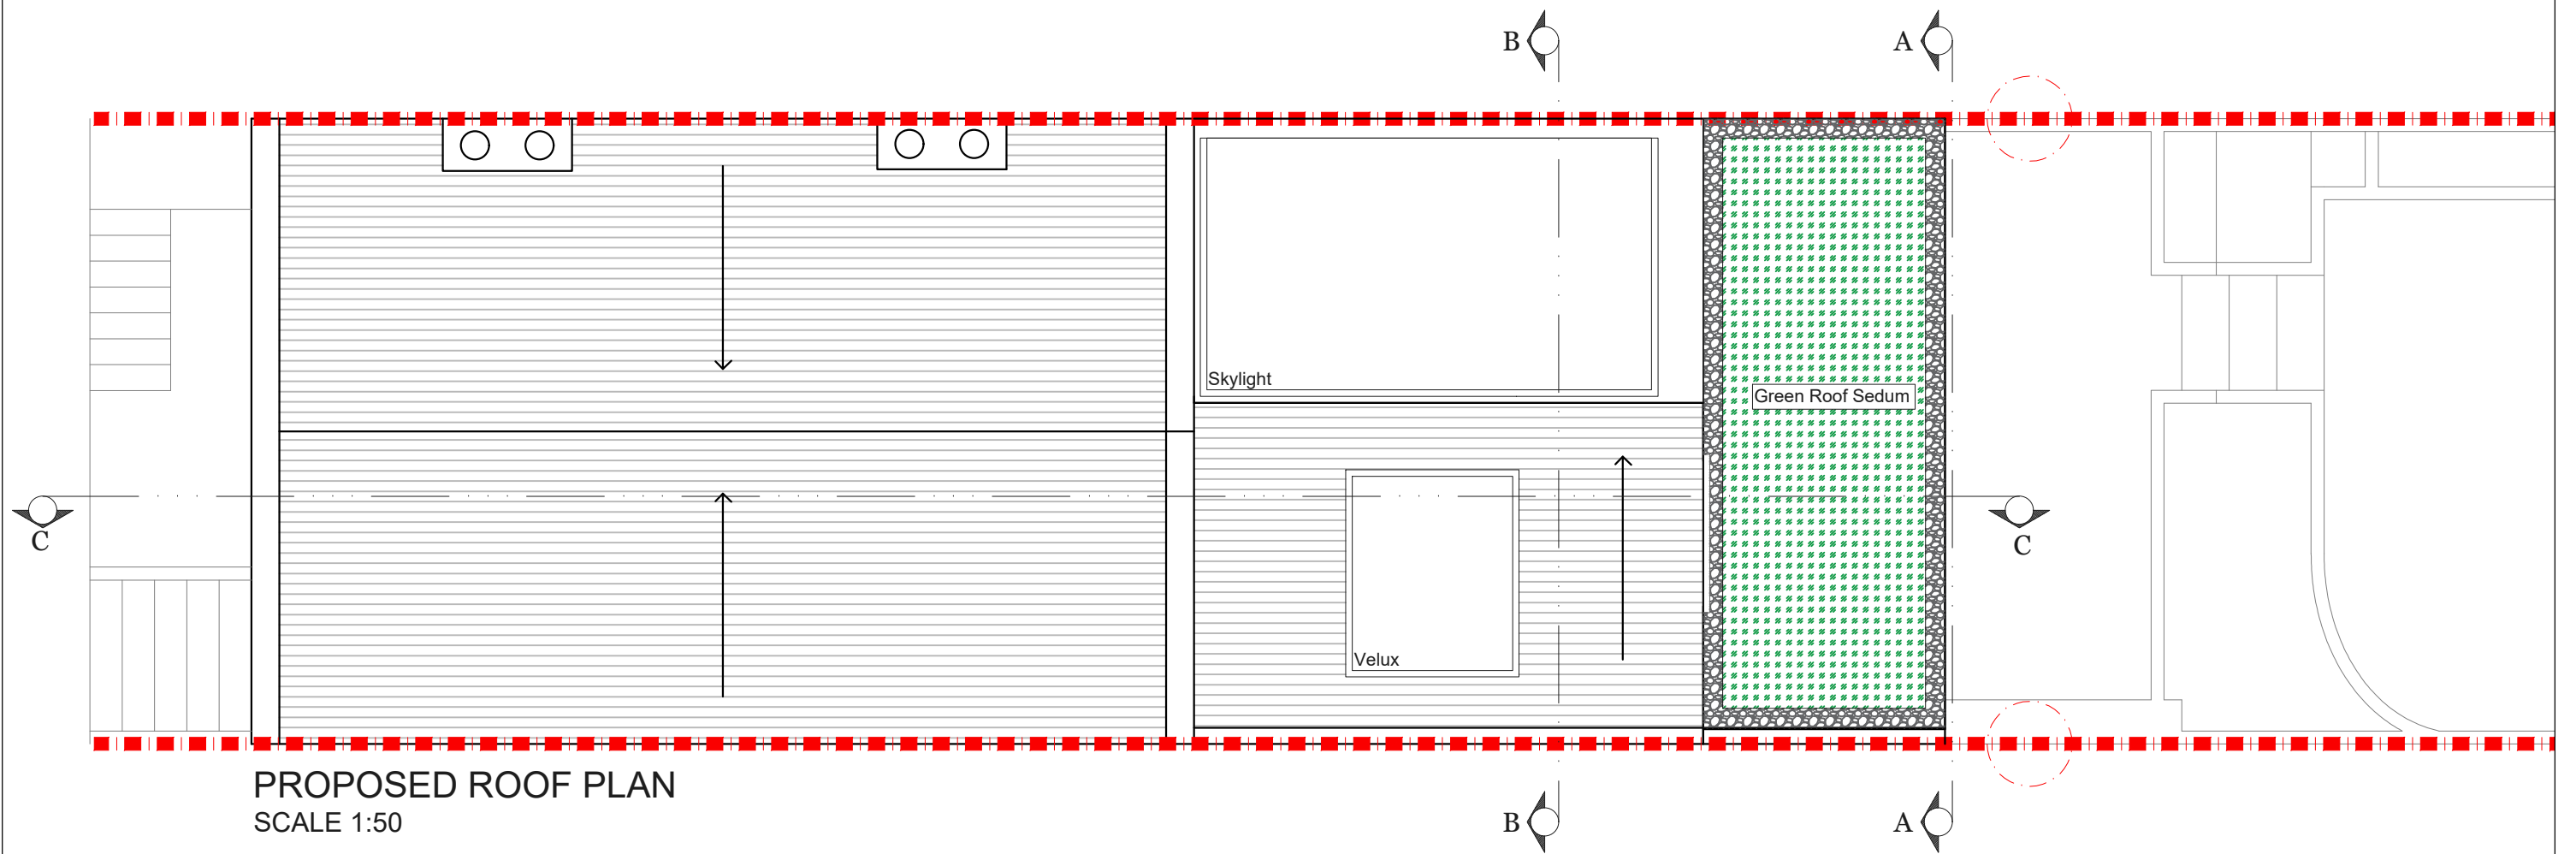 B
A
Skylight
Green Roof Sedum
C
C
Velux
PROPOSED ROOF PLAN
SCALE 1:50
B
A